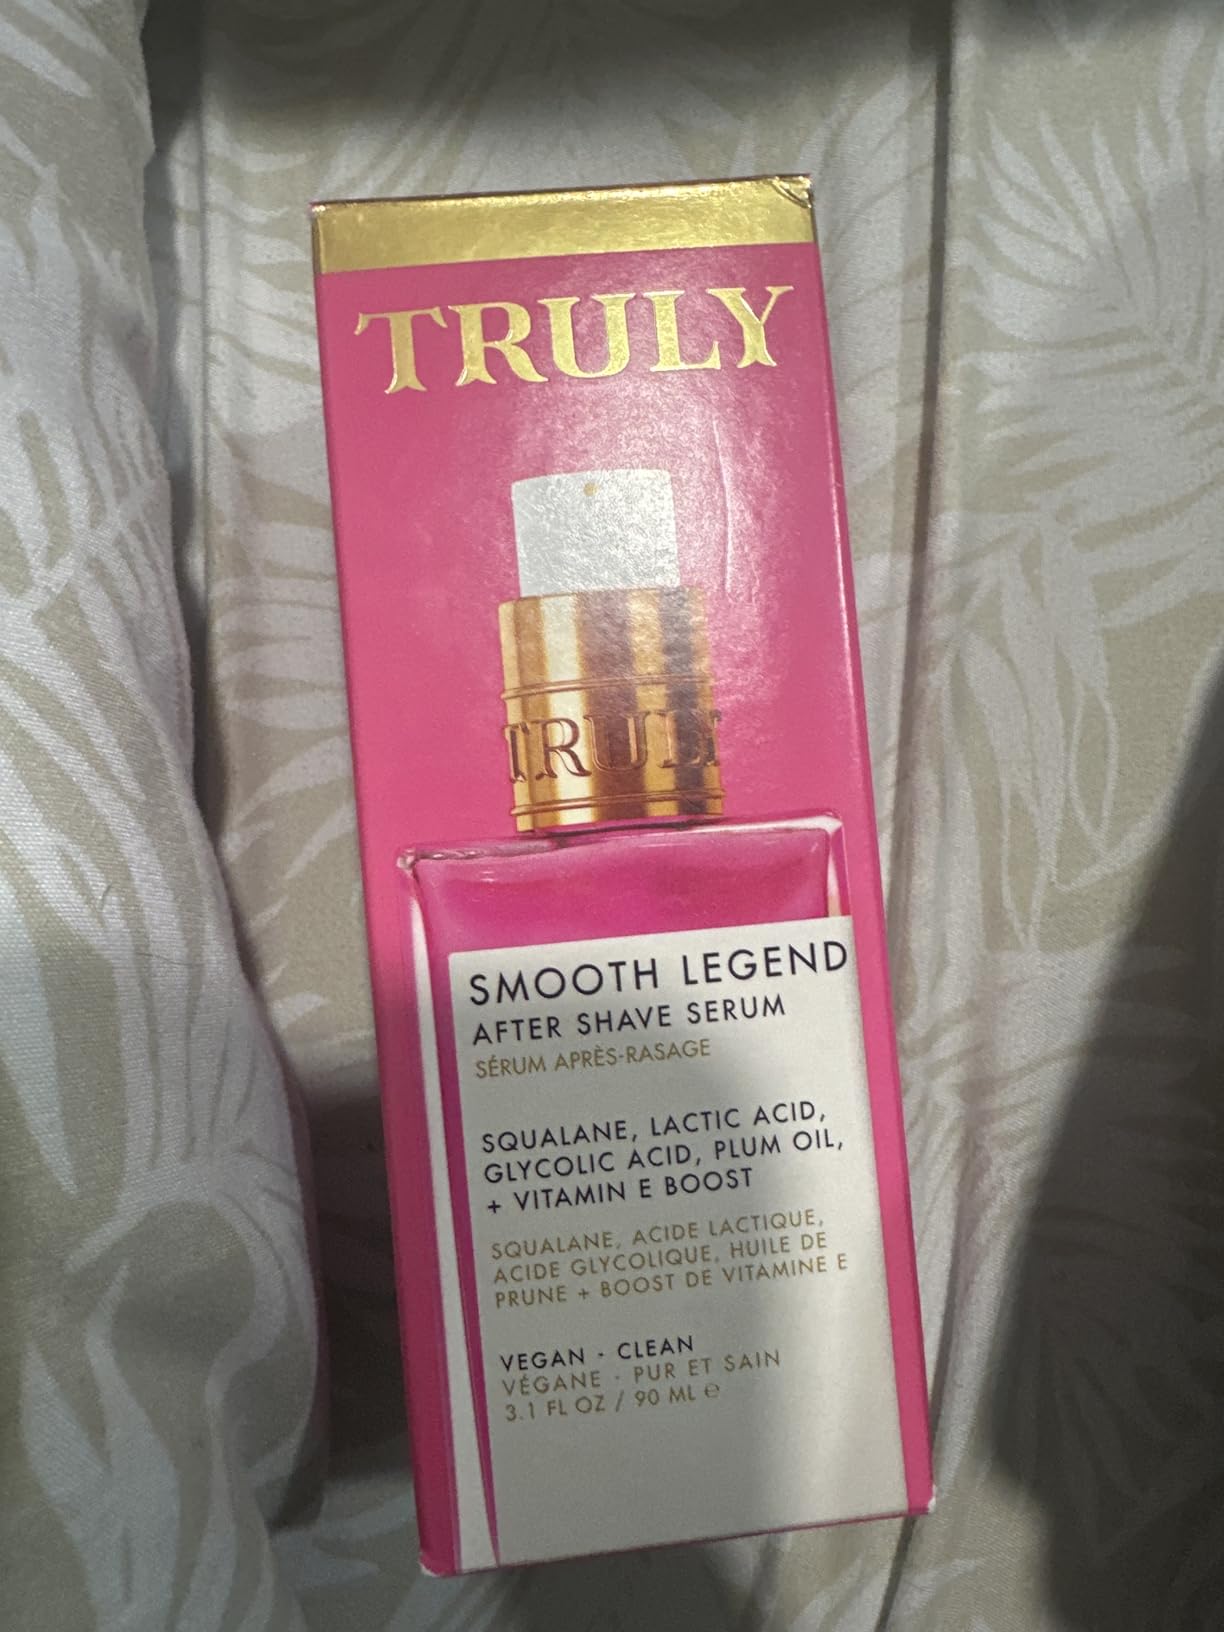 TRULY
TRULY
SMOOTH LEGEND
AFTER SHAVE SERUM
SÉRUM APRÈS-RASAGE
SQUALANE, LACTIC ACID,
GLYCOLIC ACID, PLUM OIL,
+ VITAMIN E BOOST
SQUALANE, ACIDE LACTIQUE,
ACIDE GLYCOLIQUE, HUILE DE
PRUNE + BOOST DE VITAMINE E
VEGAN · CLEAN
VÉGANE · PUR ET SAIN
3.1 FL OZ / 90 ML ℮